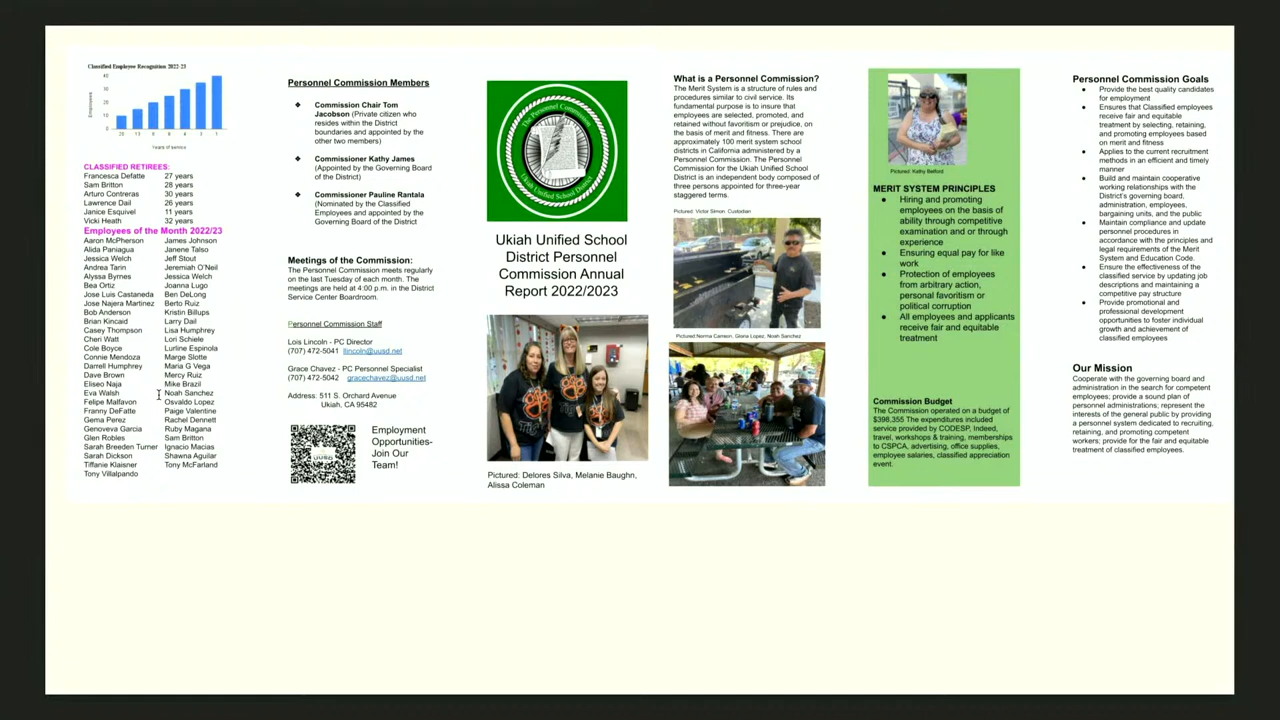 Classified Employee Recognition 2022-23
40
30
20
10
0
Employees
Years of service
CLASSIFIED RETIREES:
Francesca Defatte 27 years
Sam Britton 28 years
Arturo Contreras 30 years
Lawrence Dail 26 years
Janice Esquivel 11 years
Vicki Heath 32 years
Employees of the Month 2022/23
Aaron McPherson James Johnson
Alida Paniagua Janene Talso
Jessica Welch Jeff Stout
Andrea Tarin Jeremiah O'Neil
Alyssa Byrnes Jessica Welch
Bea Ortiz Joanna Lugo
Jose Luis Castaneda Ben DeLong
Jose Najera Martinez Berto Ruiz
Bob Anderson Kristin Billups
Brian Kincaid Larry Dail
Casey Thompson Lisa Humphrey
Cheri Watt Lori Schiele
Cole Boyce Lurline Espinola
Connie Mendoza Marge Slotte
Darrell Humphrey Maria G Vega
Dave Brown Mercy Ruiz
Eliseo Naja Mike Brazil
Eva Walsh Noah Sanchez
Felipe Malfavon Osvaldo Lopez
Franny DeFatte Paige Valentine
Gema Perez Rachel Dennett
Genoveva Garcia Ruby Magana
Glen Robles Sam Britton
Sarah Breeden Turner Ignacio Macias
Sarah Dickson Shawna Aguilar
Tiffanie Klaisner Tony McFarland
Tony Villalpando
Personnel Commission Members
❖ Commission Chair Tom
Jacobson (Private citizen who
resides within the District
boundaries and appointed by the
other two members)
❖ Commissioner Kathy James
(Appointed by the Governing Board
of the District)
❖ Commissioner Pauline Rantala
(Nominated by the Classified
Employees and appointed by the
Governing Board of the District
Meetings of the Commission:
The Personnel Commission meets regularly
on the last Tuesday of each month. The
meetings are held at 4:00 p.m. in the District
Service Center Boardroom.
Personnel Commission Staff
Lois Lincoln - PC Director
(707) 472-5041 llincoln@uusd.net
Grace Chavez - PC Personnel Specialist
(707) 472-5042 gracechavez@uusd.net
Address: 511 S. Orchard Avenue
Ukiah, CA 95482
Employment
Opportunities-
Join Our
Team!
The Personnel Commission
Ukiah Unified School District
Ukiah Unified School
District Personnel
Commission Annual
Report 2022/2023
Pictured: Delores Silva, Melanie Baughn,
Alissa Coleman
What is a Personnel Commission?
The Merit System is a structure of rules and
procedures similar to civil service. Its
fundamental purpose is to insure that
employees are selected, promoted, and
retained without favoritism or prejudice, on
the basis of merit and fitness. There are
approximately 100 merit system school
districts in California administered by a
Personnel Commission. The Personnel
Commission for the Ukiah Unified School
District is an independent body composed of
three persons appointed for three-year
staggered terms.
Pictured: Victor Simon, Custodian
Pictured:Norma Carreon, Gloria Lopez, Noah Sanchez
Pictured: Kathy Belford
MERIT SYSTEM PRINCIPLES
● Hiring and promoting
employees on the basis of
ability through competitive
examination and or through
experience
● Ensuring equal pay for like
work
● Protection of employees
from arbitrary action,
personal favoritism or
political corruption
● All employees and applicants
receive fair and equitable
treatment
Commission Budget
The Commission operated on a budget of
$398,355 The expenditures included
service provided by CODESP, Indeed,
travel, workshops & training, memberships
to CSPCA, advertising, office supplies,
employee salaries, classified appreciation
event.
Personnel Commission Goals
● Provide the best quality candidates
for employment
● Ensures that Classified employees
receive fair and equitable
treatment by selecting, retaining,
and promoting employees based
on merit and fitness
● Applies to the current recruitment
methods in an efficient and timely
manner
● Build and maintain cooperative
working relationships with the
District's governing board,
administration, employees,
bargaining units, and the public
● Maintain compliance and update
personnel procedures in
accordance with the principles and
legal requirements of the Merit
System and Education Code.
● Ensure the effectiveness of the
classified service by updating job
descriptions and maintaining a
competitive pay structure
● Provide promotional and
professional development
opportunities to foster individual
growth and achievement of
classified employees
Our Mission
Cooperate with the governing board and
administration in the search for competent
employees; provide a sound plan of
personnel administrations; represent the
interests of the general public by providing
a personnel system dedicated to recruiting,
retaining, and promoting competent
workers; provide for the fair and equitable
treatment of classified employees.